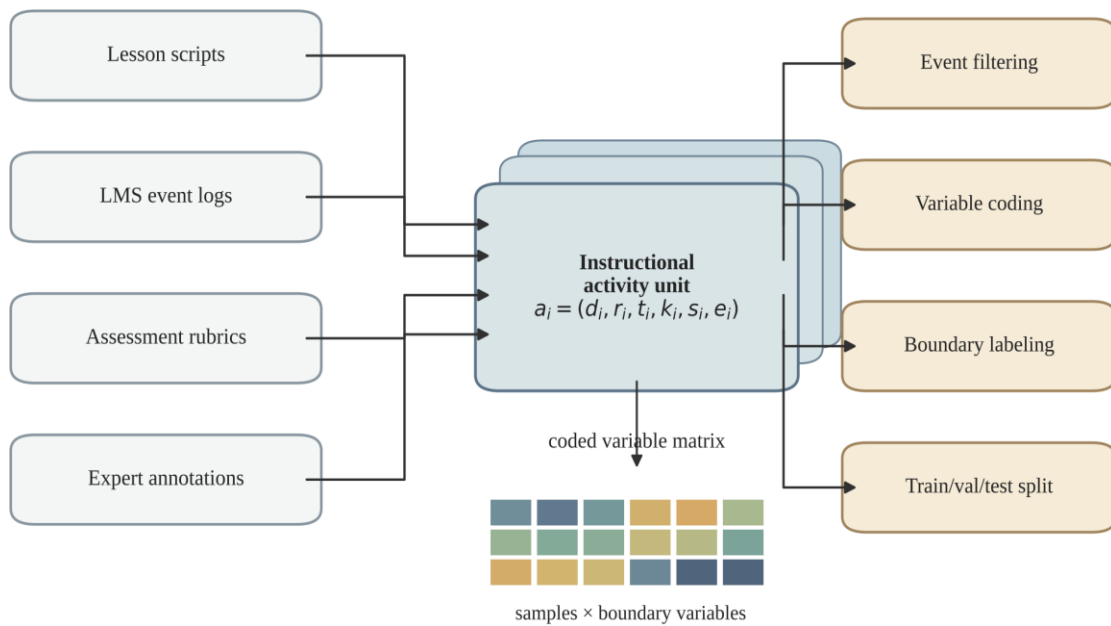 Lesson scripts
LMS event logs
Assessment rubrics
Expert annotations
Instructional
activity unit
aᵢ = (dᵢ, rᵢ, tᵢ, kᵢ, sᵢ, eᵢ)
coded variable matrix
samples × boundary variables
Event filtering
Variable coding
Boundary labeling
Train/val/test split